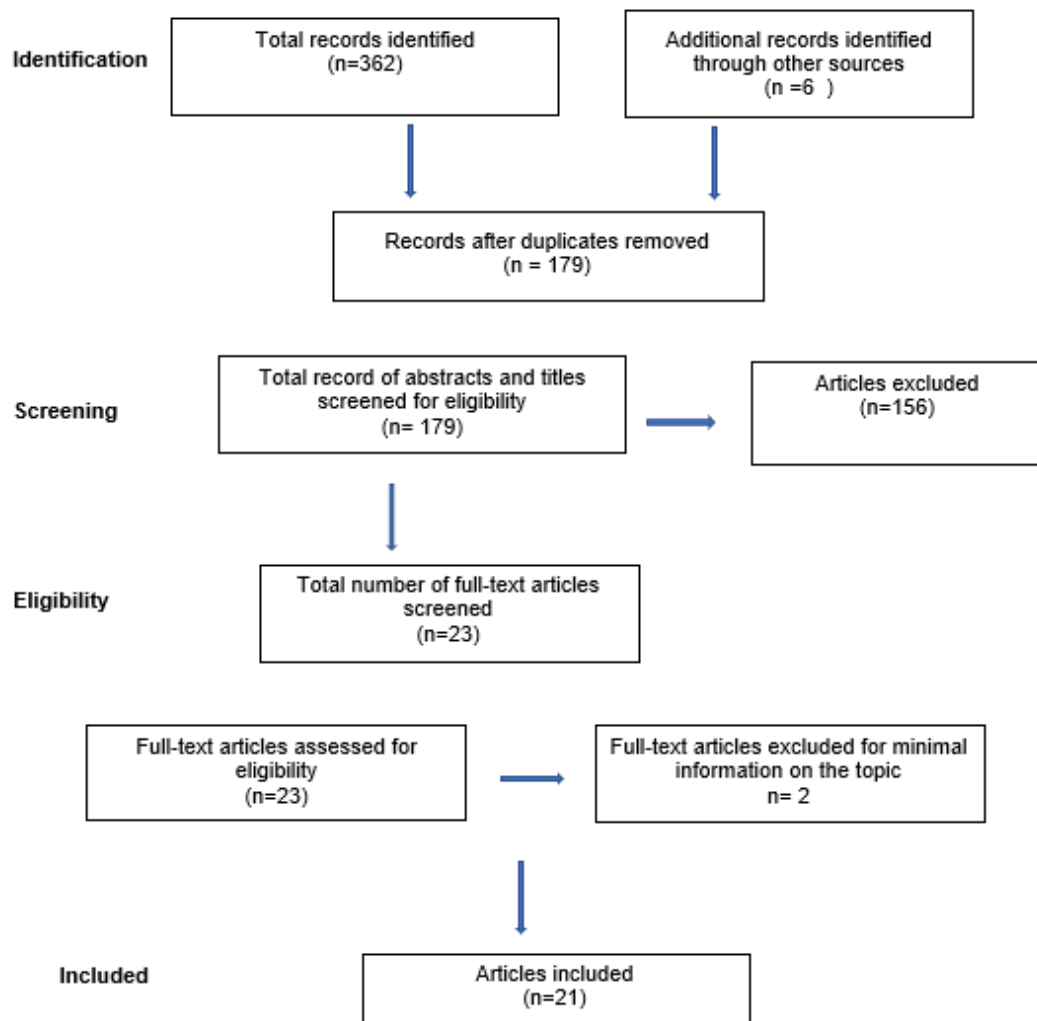 Identification
Total records identified
(n=362)
Additional records identified
through other sources
(n =6  )
Records after duplicates removed
(n = 179)
Screening
Total record of abstracts and titles
screened for eligibility
(n= 179)
Articles excluded
(n=156)
Eligibility
Total number of full-text articles
screened
(n=23)
Full-text articles assessed for
eligibility
(n=23)
Full-text articles excluded for minimal
information on the topic
n= 2
Included
Articles included
(n=21)